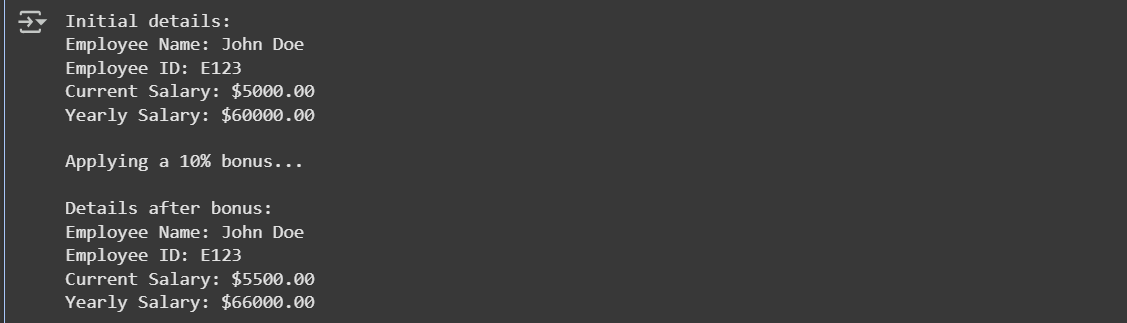 Initial details:
Employee Name: John Doe
Employee ID: E123
Current Salary: $5000.00
Yearly Salary: $60000.00

Applying a 10% bonus...

Details after bonus:
Employee Name: John Doe
Employee ID: E123
Current Salary: $5500.00
Yearly Salary: $66000.00